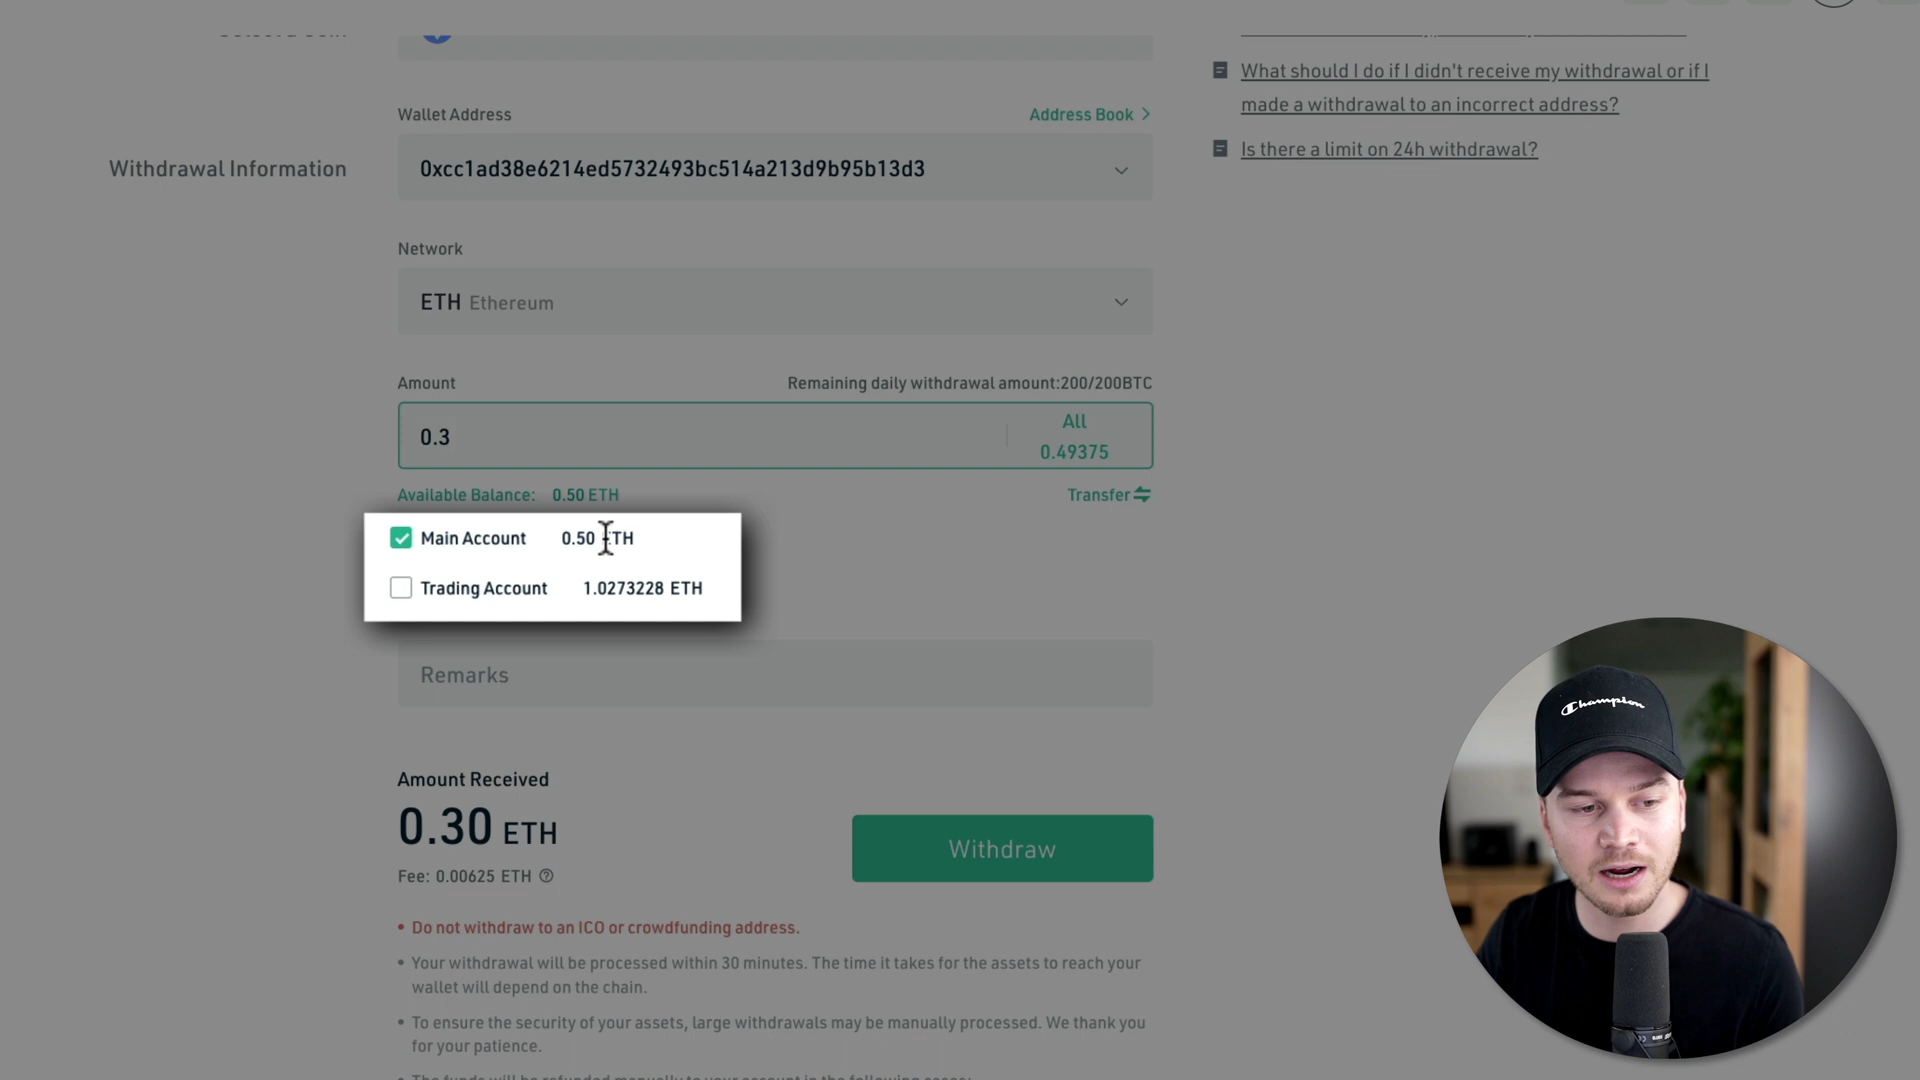 What should I do if I didn't receive my withdrawal or if I
made a withdrawal to an incorrect address?
Is there a limit on 24h withdrawal?
Withdrawal Information
Wallet Address
Address Book >
0xcc1ad38e6214ed5732493bc514a213d9b95b13d3
Network
ETH Ethereum
Amount
Remaining daily withdrawal amount:200/200BTC
0.3
All
0.49375
Available Balance: 0.50 ETH
Transfer
Main Account 0.50 ETH
Trading Account 1.0273228 ETH
Remarks
Amount Received
0.30 ETH
Fee: 0.00625 ETH
Withdraw
• Do not withdraw to an ICO or crowdfunding address.
• Your withdrawal will be processed within 30 minutes. The time it takes for the assets to reach your
wallet will depend on the chain.
• To ensure the security of your assets, large withdrawals may be manually processed. We thank you
for your patience.
Champion